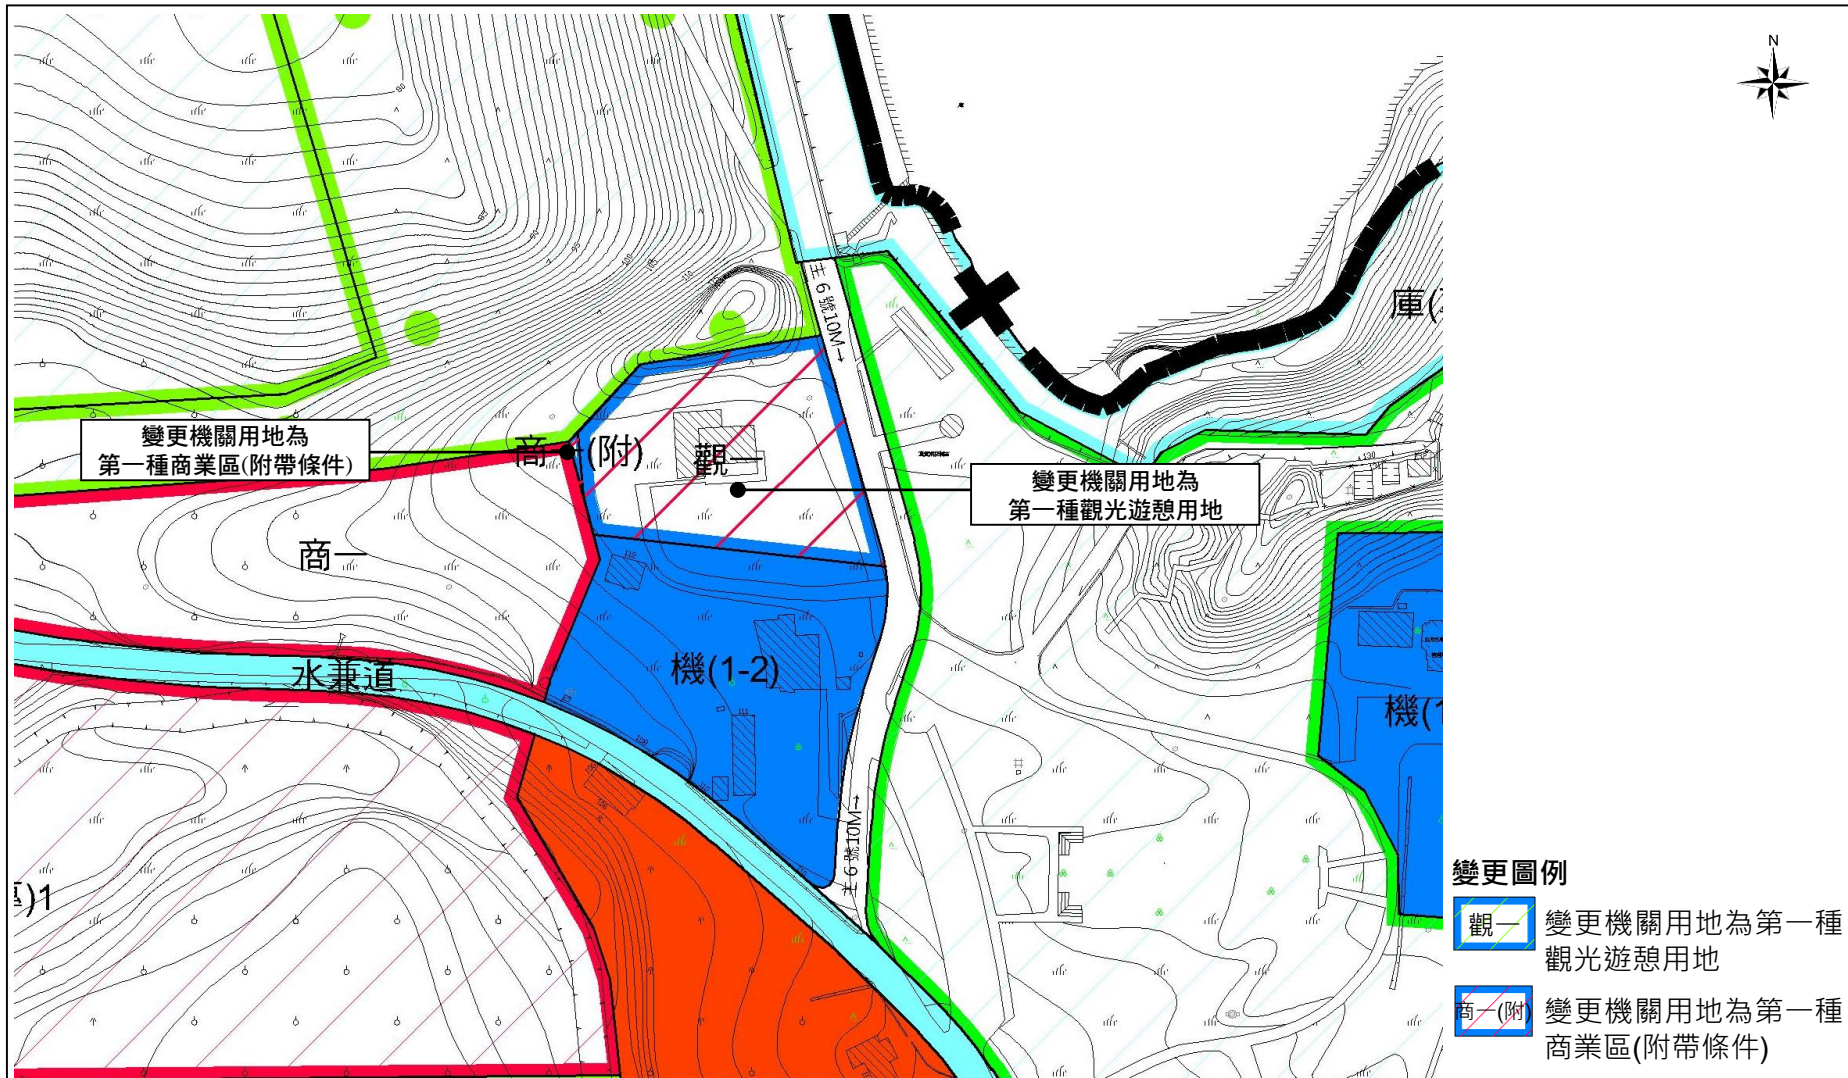 N
主6號10M→
庫(
變更機關用地為
第一種商業區(附帶條件)
商一(附)
觀一
變更機關用地為
第一種觀光遊憩用地
商一
水兼道
機(1-2)
機(1
主6號10M→
)1
變更圖例
觀一
變更機關用地為第一種
觀光遊憩用地
商一(附)
變更機關用地為第一種
商業區(附帶條件)